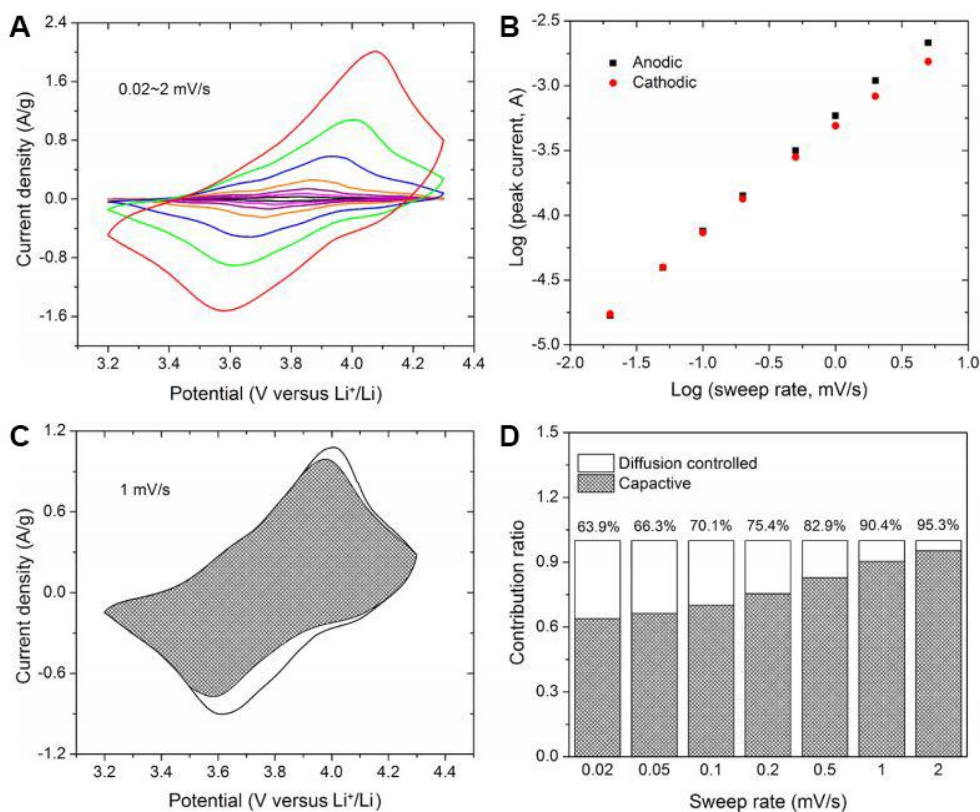 A
2.4
1.6
0.8
0.0
-0.8
-1.6
0.02~2 mV/s
Current density (A/g)
3.2 3.4 3.6 3.8 4.0 4.2 4.4
Potential (V versus Li⁺/Li)
B
-2.5
-3.0
-3.5
-4.0
-4.5
-5.0
Anodic
Cathodic
Log (peak current, A)
-2.0 -1.5 -1.0 -0.5 0.0 0.5 1.0
Log (sweep rate, mV/s)
C
1.2
0.6
0.0
-0.6
-1.2
1 mV/s
Current density (A/g)
3.2 3.4 3.6 3.8 4.0 4.2 4.4
Potential (V versus Li⁺/Li)
D
1.5
1.2
0.9
0.6
0.3
0.0
Diffusion controlled
Capactive
63.9% 66.3% 70.1% 75.4% 82.9% 90.4% 95.3%
Contribution ratio
0.02 0.05 0.1 0.2 0.5 1 2
Sweep rate (mV/s)